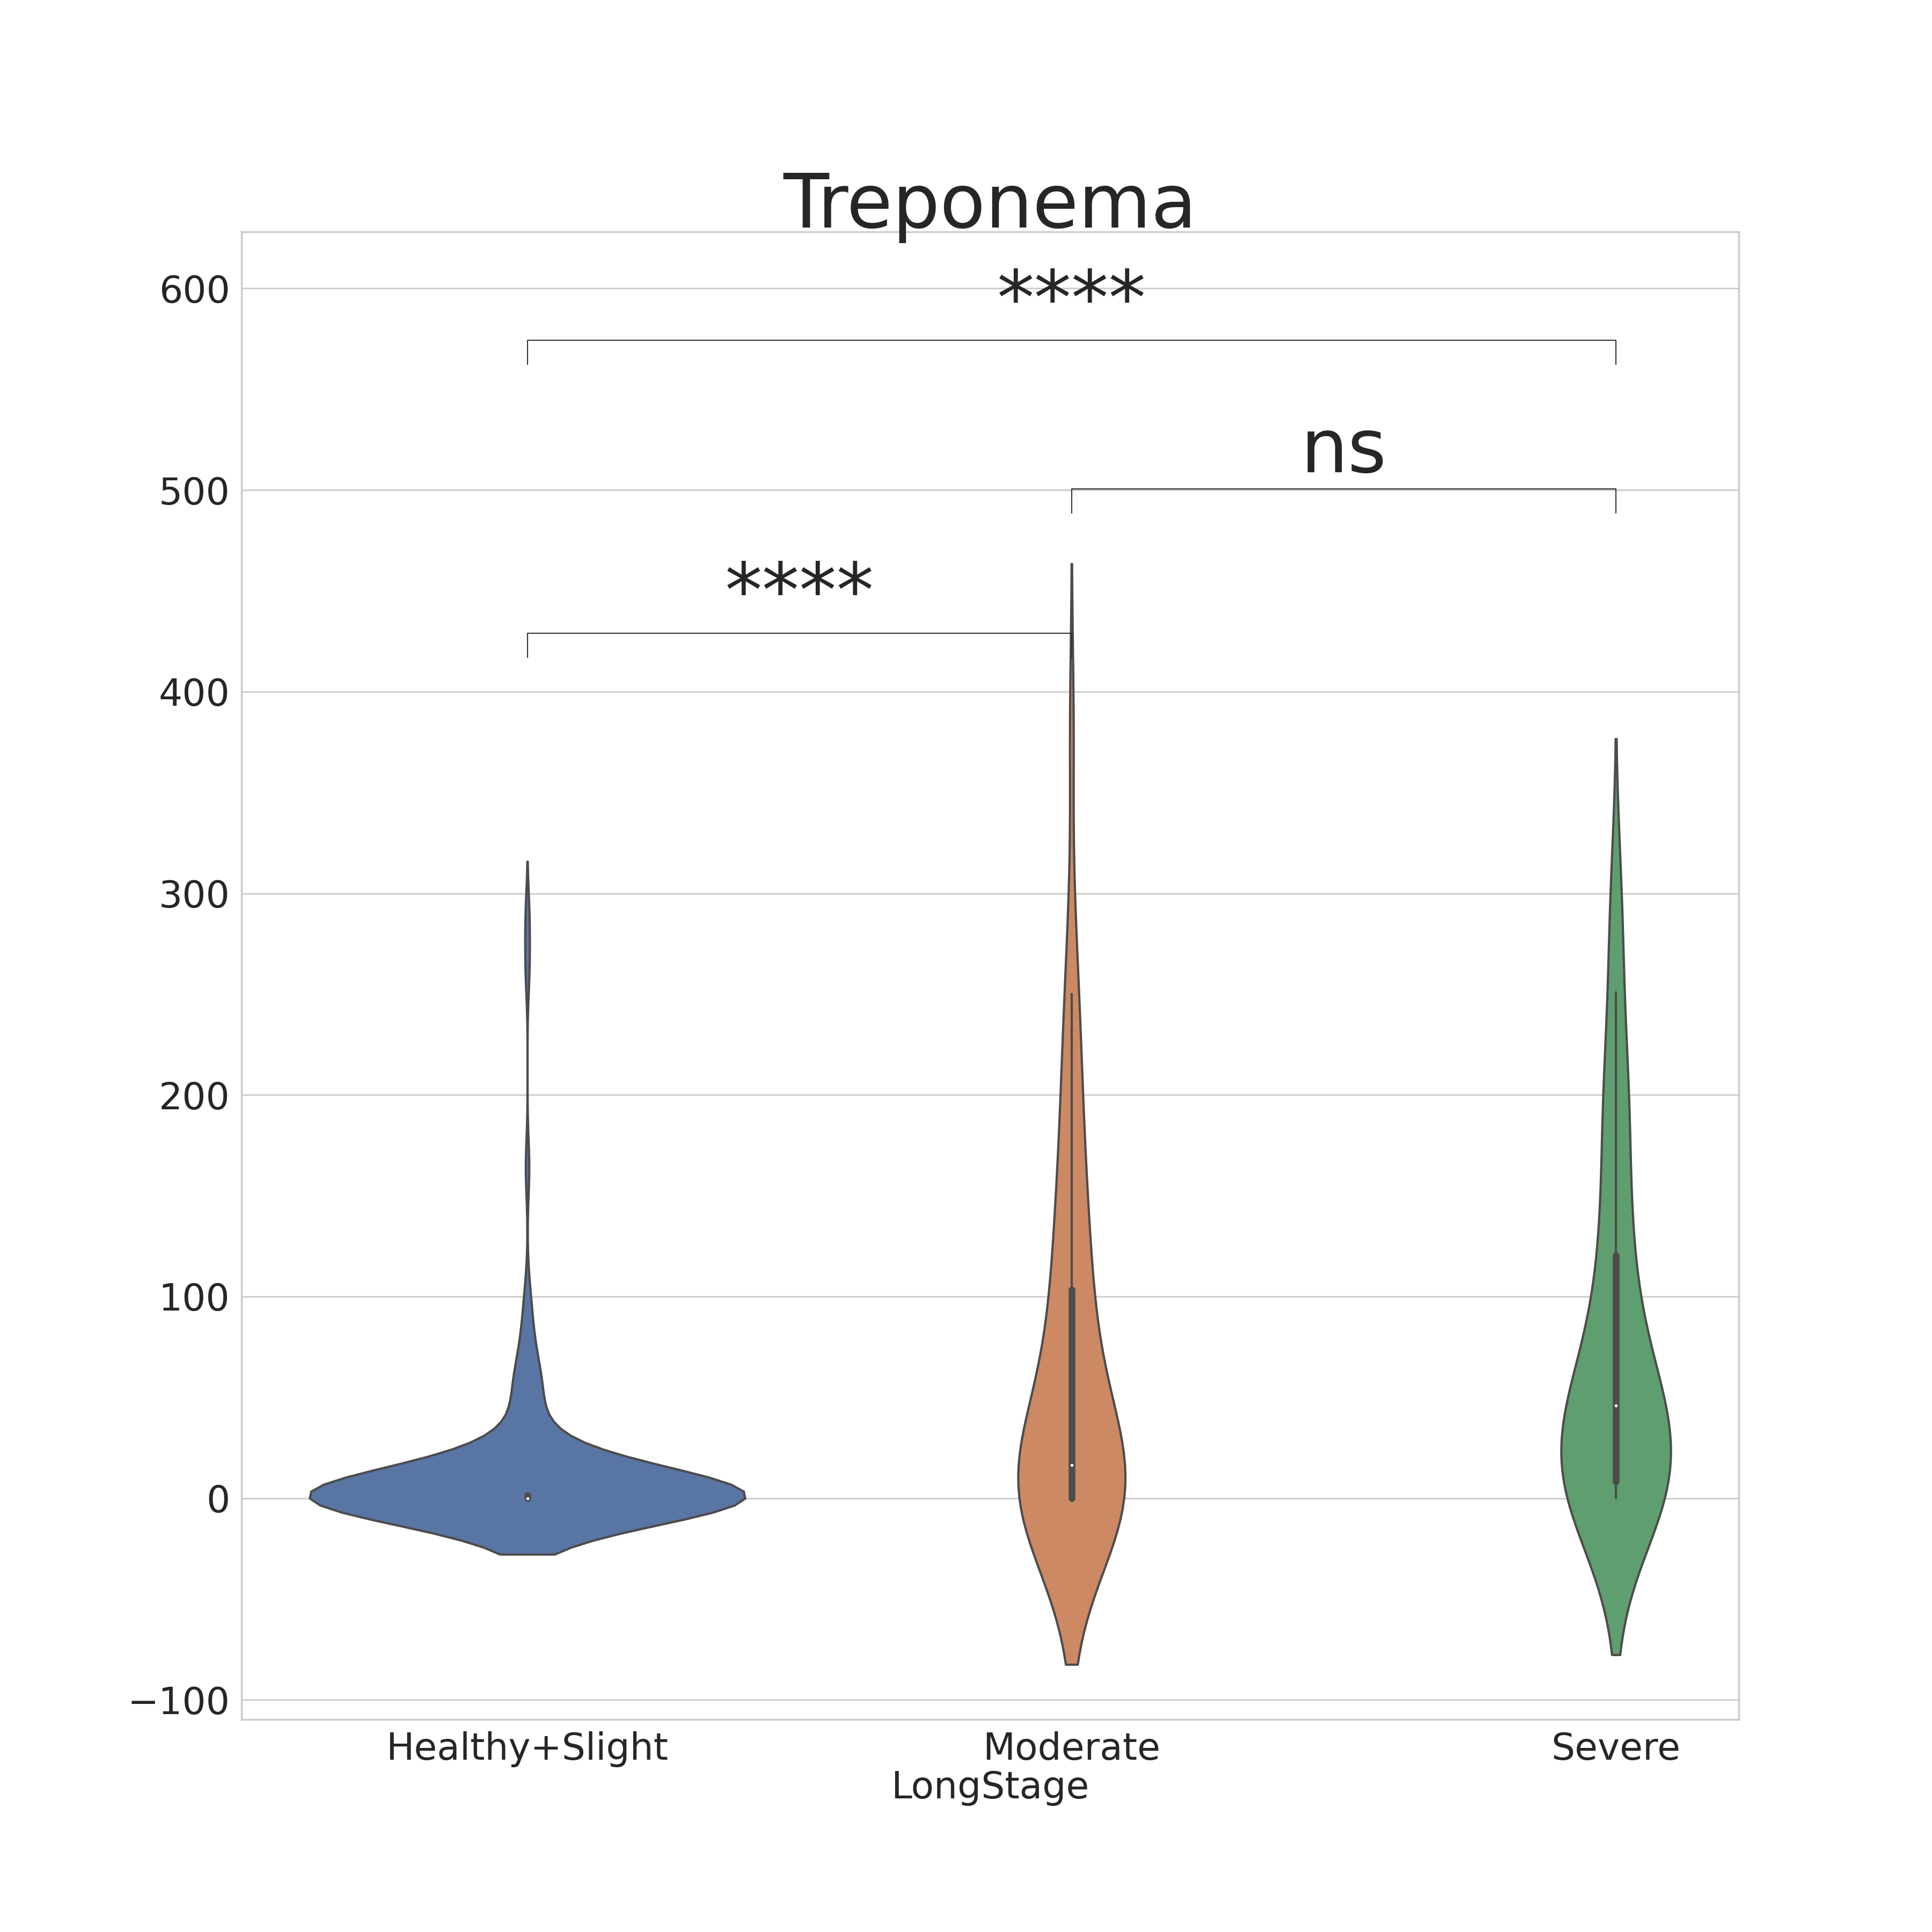 Treponema
600
****
ns
500
****
400
300
200
100
0
−100
Healthy+Slight Moderate Severe
LongStage